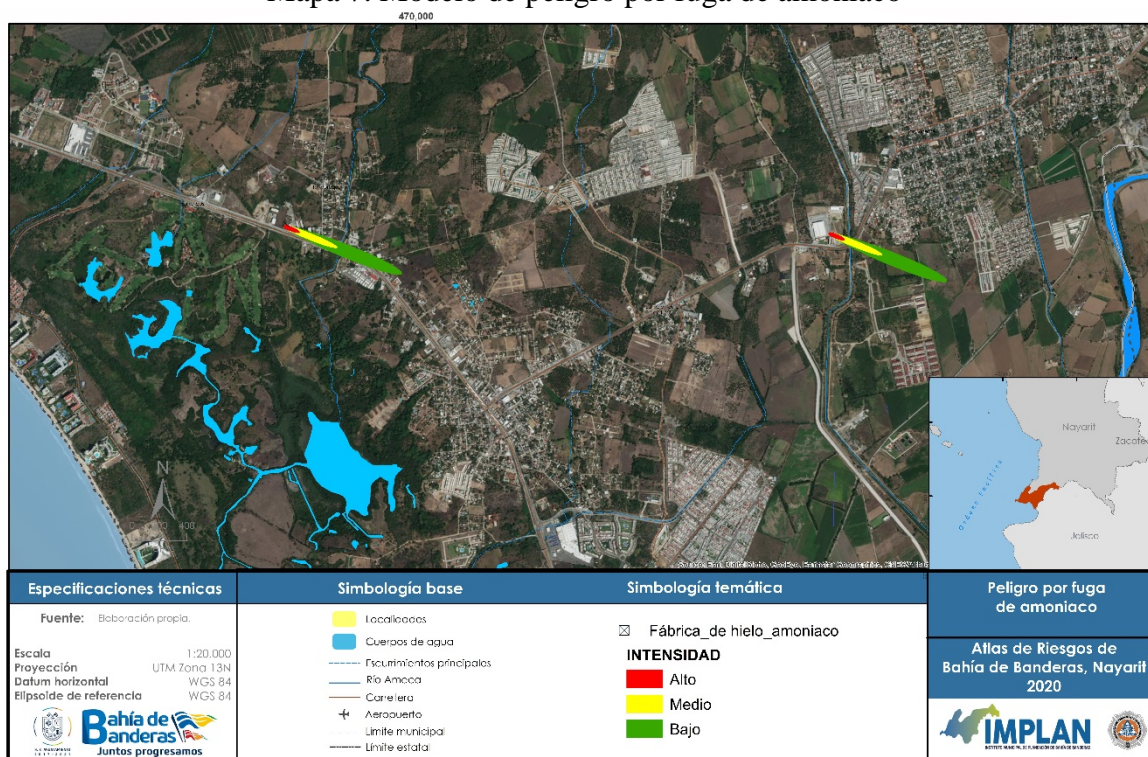 Mapa 7. Modelo de peligro por fuga de amoniaco
470,000
N
Nayarit
Jalisco
Especificaciones técnicas
Fuente: Elaboración propia.
Escala 1:20,000
Proyección UTM Zona 13N
Datum horizontal WGS 84
Elipsoide de referencia WGS 84
Bahía de
Banderas
Juntos progresamos
Simbología base
Localidades
Cuerpos de agua
Escurrimientos principales
Río Ameca
Carretera
Aeropuerto
Límite municipal
Límite estatal
Simbología temática
Fábrica_de hielo_amoniaco
INTENSIDAD
Alto
Medio
Bajo
Peligro por fuga
de amoniaco
Atlas de Riesgos de
Bahía de Banderas, Nayarit
2020
IMPLAN